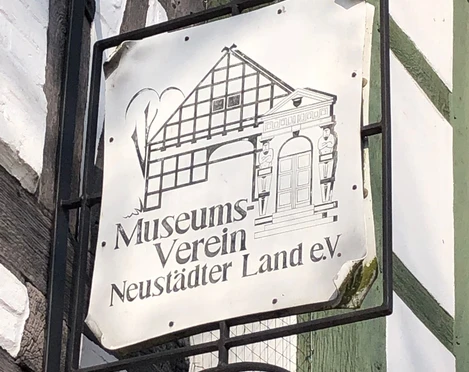 Museums-
Verein
Neustädter Land e.V.